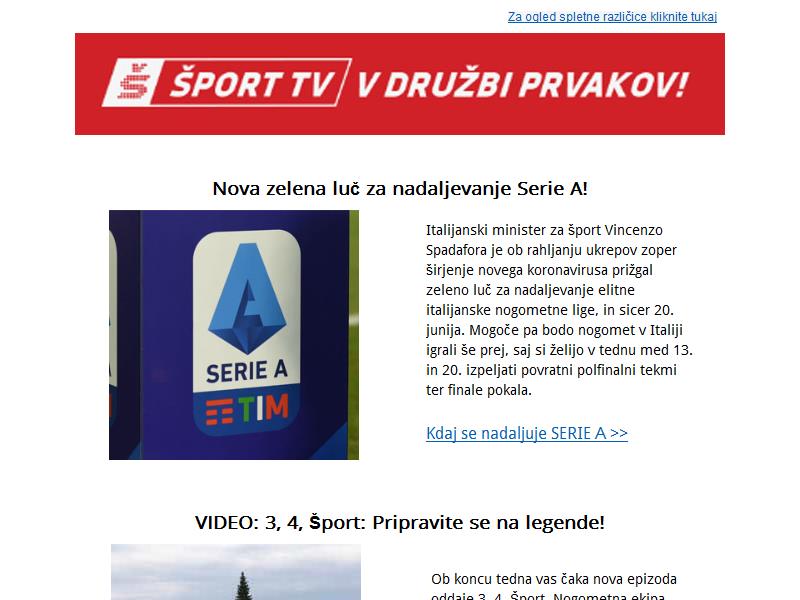 Za ogled spletne različice kliknite tukaj
Š ŠPORT TV V DRUŽBI PRVAKOV!
Nova zelena luč za nadaljevanje Serie A!
SERIE A
TIM
Italijanski minister za šport Vincenzo
Spadafora je ob rahljanju ukrepov zoper
širjenje novega koronavirusa prižgal
zeleno luč za nadaljevanje elitne
italijanske nogometne lige, in sicer 20.
junija. Mogoče pa bodo nogomet v Italiji
igrali še prej, saj si želijo v tednu med 13.
in 20. izpeljati povratni polfinalni tekmi
ter finale pokala.
Kdaj se nadaljuje SERIE A >>
VIDEO: 3, 4, Šport: Pripravite se na legende!
Ob koncu tedna vas čaka nova epizoda
oddaje 3, 4, Šport. Nogometna ekipa